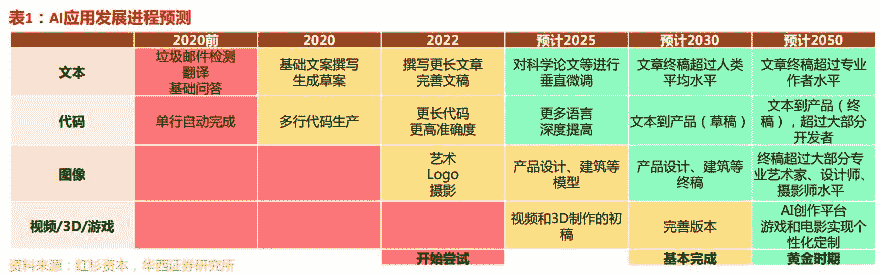 表1：AI应用发展进程预测
2020前 2020 2022 预计2025 预计2030 预计2050
文本
垃圾邮件检测
翻译
基础问答
基础文案撰写
生成草案
撰写更长文章
完善文稿
对科学论文等进行
垂直微调
文章终稿超过人类
平均水平
文章终稿超过专业
作者水平
代码
单行自动完成
多行代码生产
更长代码
更高准确度
更多语言
深度提高
文本到产品（草稿）
文本到产品（终
稿），超过大部分
开发者
图像
艺术
Logo
摄影
产品设计、建筑等
模型
产品设计、建筑等
终稿
终稿超过大部分专
业艺术家、设计师、
摄影师水平
视频/3D/游戏
视频和3D制作的初
稿
完善版本
AI创作平台
游戏和电影实现个
性化定制
开始尝试 基本完成 黄金时期
资料来源：红杉资本，华西证券研究所